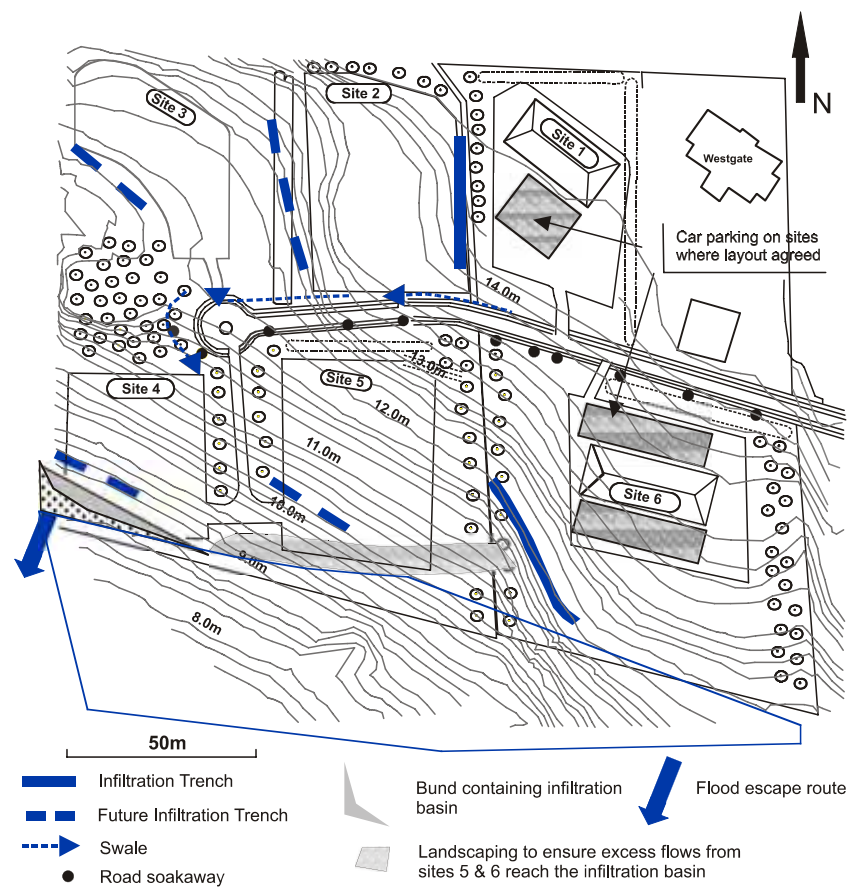 N
Site 3
Site 2
Site 1
Westgate
Car parking on sites
where layout agreed
14.0m
13.0m
Site 4
Site 5
12.0m
11.0m
Site 6
10.0m
9.0m
8.0m
50m
Infiltration Trench
Future Infiltration Trench
Swale
Road soakaway
Bund containing infiltration
basin
Landscaping to ensure excess flows from
sites 5 & 6 reach the infiltration basin
Flood escape route